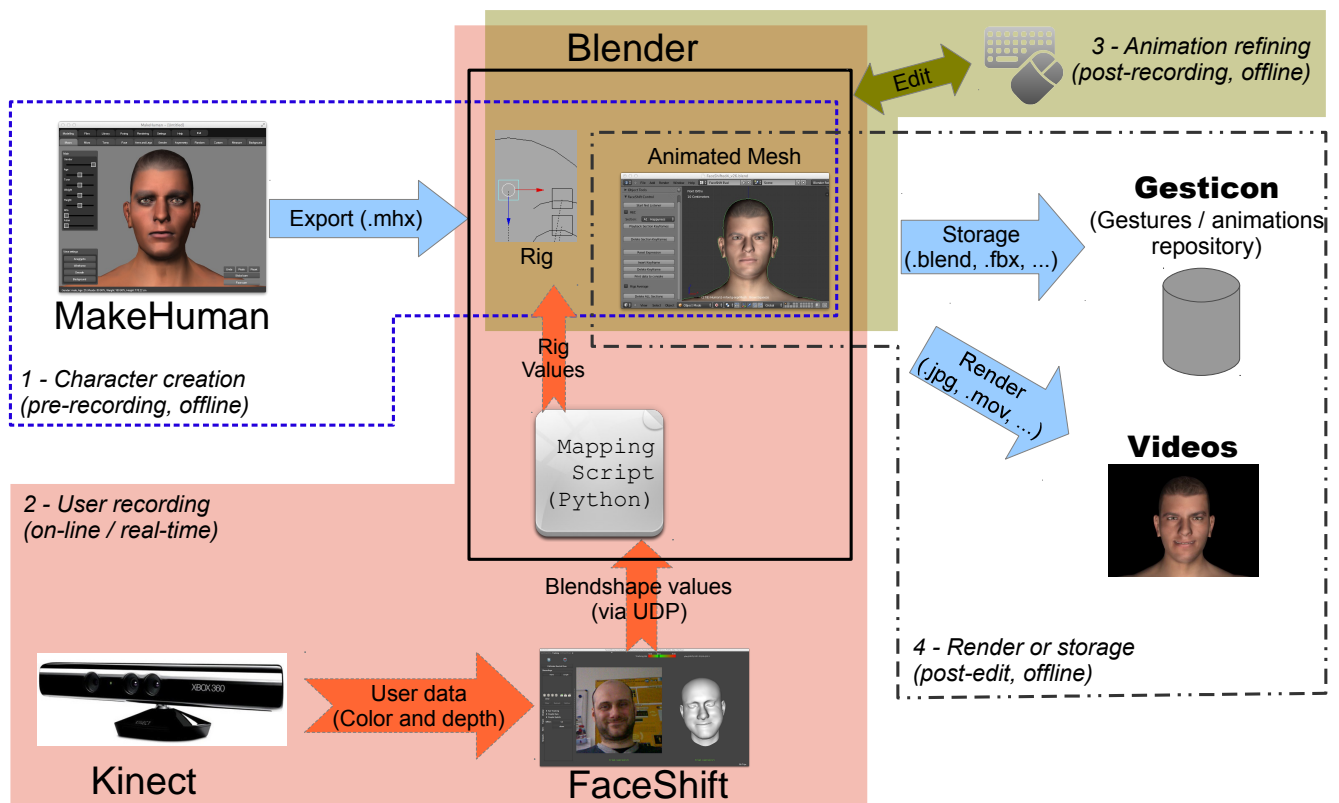 Blender
3 - Animation refining
(post-recording, offline)
Edit
MakeHuman
Export (.mhx)
Rig
Animated Mesh
Storage
(.blend, .fbx, ...)
Gesticon
(Gestures / animations
repository)
1 - Character creation
(pre-recording, offline)
Rig
Values
Render
(.jpg, .mov, ...)
Videos
Mapping
Script
(Python)
2 - User recording
(on-line / real-time)
Blendshape values
(via UDP)
4 - Render or storage
(post-edit, offline)
XBOX 360
User data
(Color and depth)
Kinect
FaceShift